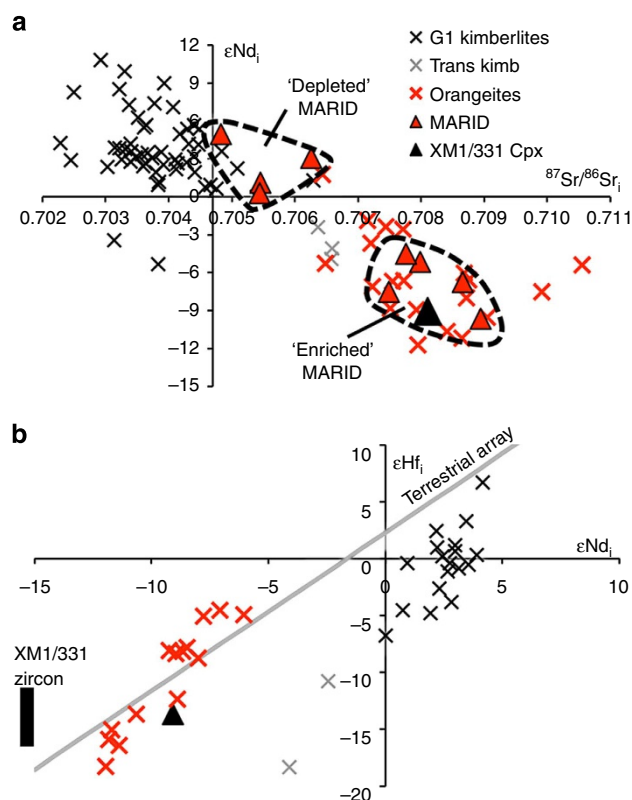 a
12
εNdᵢ
9
6
3
0
−3
−6
−9
−12
−15
0.702 0.703 0.704 0.705 0.706 0.707 0.708 0.709 0.710 0.711
⁸⁷Sr/⁸⁶Srᵢ
G1 kimberlites
Trans kimb
Orangeites
MARID
XM1/331 Cpx
‘Depleted’
MARID
‘Enriched’
MARID
b
10
εHfᵢ
Terrestrial array
5
0
εNdᵢ
−15 −10 −5 0 5 10
−5
−10
−15
−20
XM1/331
zircon